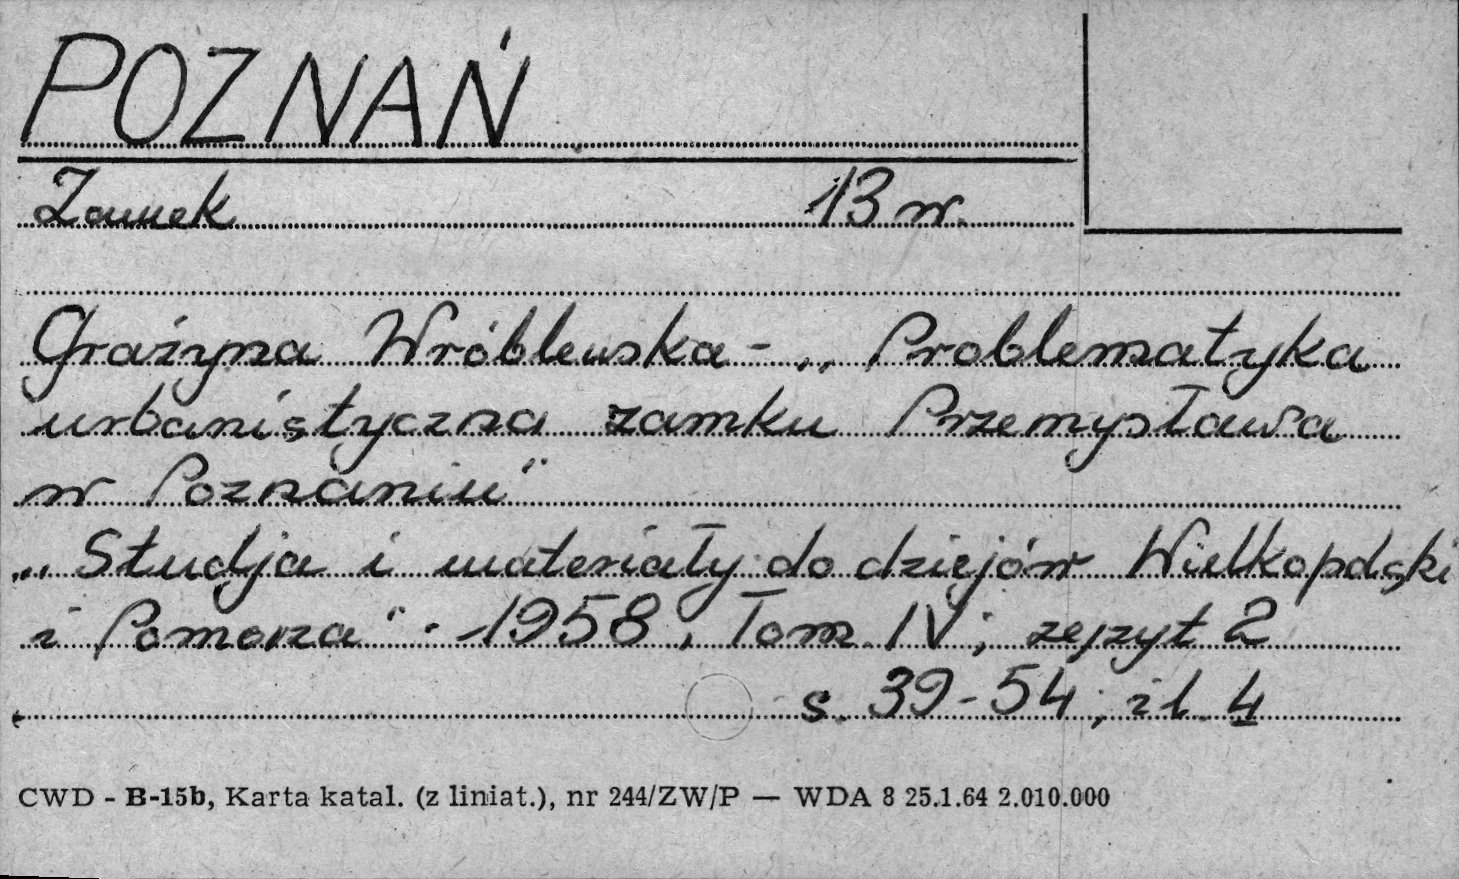 POZNAŃ
Zamek 13 w.
Grażyna Wróblewska - „Problematyka
urbanistyczna zamku Przemysława
w Poznaniu"
„Studja i materiały do dziejów Wielkopolski
i Pomorza" · 1958, Tom IV; zejzyt 2
s. 39-54; il. 4
CWD - B-15b, Karta katal. (z liniat.), nr 244/ZW/P — WDA 8 25.1.64 2.010.000